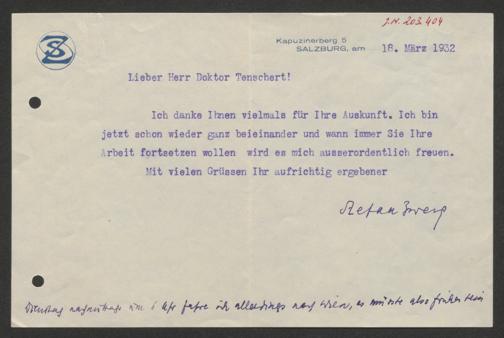 J.N. 203.404
SZ
Kapuzinerberg 5
SALZBURG, am 18. März 1932
Lieber Herr Doktor Tenschert!
Ich danke Ihnen vielmals für Ihre Auskunft. Ich bin
jetzt schon wieder ganz beieinander und wann immer Sie Ihre
Arbeit fortsetzen wollen wird es mich ausserordentlich freuen.
Mit vielen Grüssen Ihr aufrichtig ergebener
Stefan Zweig
Dienstag nachmittags um 6 Uhr fahre ich allerdings nach Wien, es müsste also früher sein